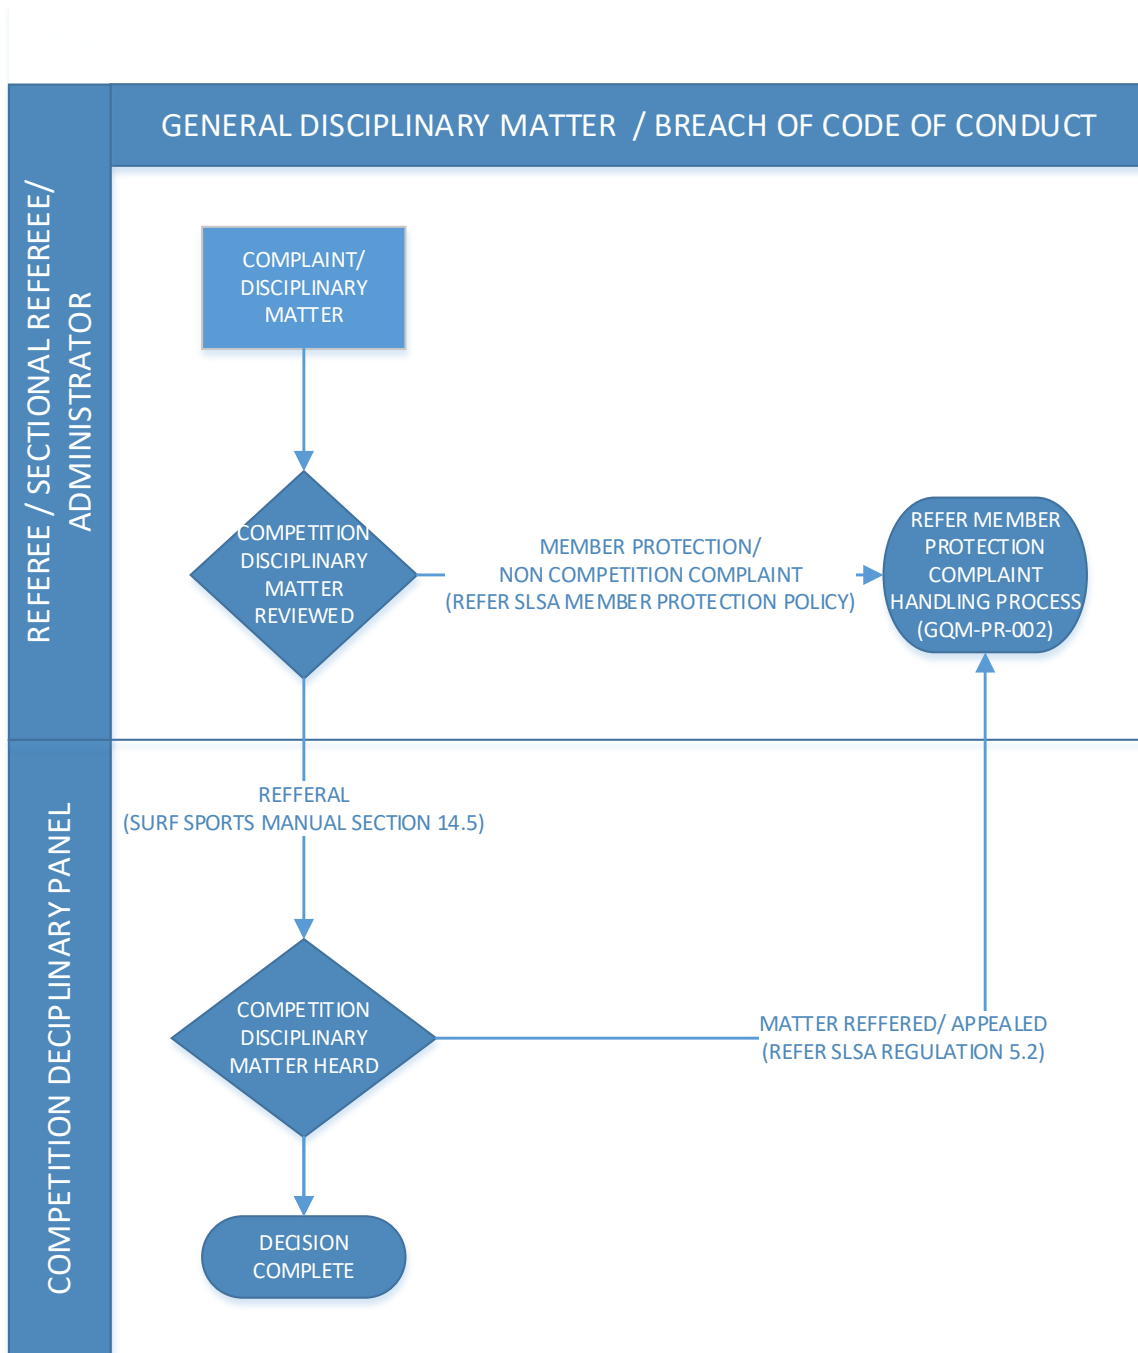 GENERAL DISCIPLINARY MATTER / BREACH OF CODE OF CONDUCT
REFEREE / SECTIONAL REFEREEE/
ADMINISTRATOR
COMPLAINT/
DISCIPLINARY
MATTER
COMPETITION
DISCIPLINARY
MATTER
REVIEWED
MEMBER PROTECTION/
NON COMPETITION COMPLAINT
(REFER SLSA MEMBER PROTECTION POLICY)
REFER MEMBER
PROTECTION
COMPLAINT
HANDLING PROCESS
(GQM-PR-002)
COMPETITION DECIPLINARY PANEL
REFFERAL
(SURF SPORTS MANUAL SECTION 14.5)
COMPETITION
DISCIPLINARY
MATTER HEARD
MATTER REFFERED/ APPEALED
(REFER SLSA REGULATION 5.2)
DECISION
COMPLETE